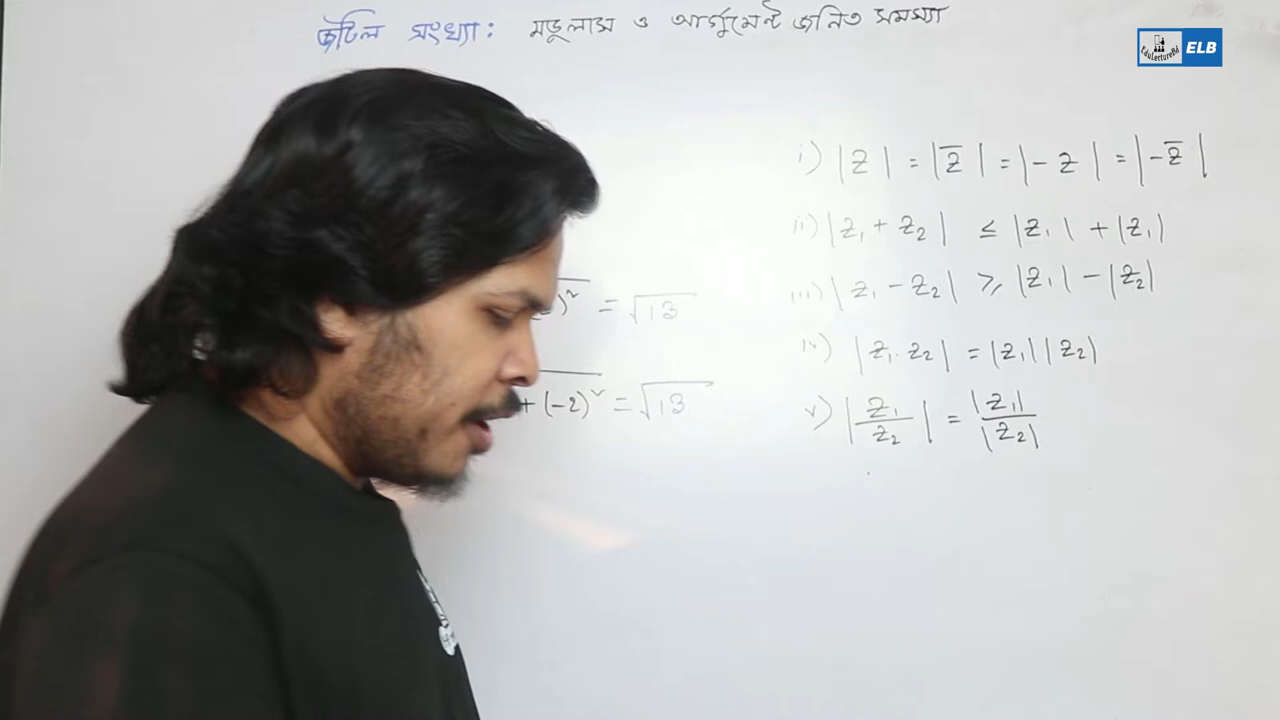 জটিল সংখ্যা: মডুলাস ও আর্গুমেন্ট জনিত সমস্যা
EduLectureBd ELB
i) |z| = |z̅| = |-z| = |-z̅|
ii) |z₁ + z₂| ≤ |z₁| + |z₁|
iii) |z₁ - z₂| ⩾ |z₁| - |z₂|
)² = √13
iv) |z₁ . z₂| = |z₁| |z₂|
+ (-2)² = √13
v) |z₁/z₂| = |z₁|/|z₂|